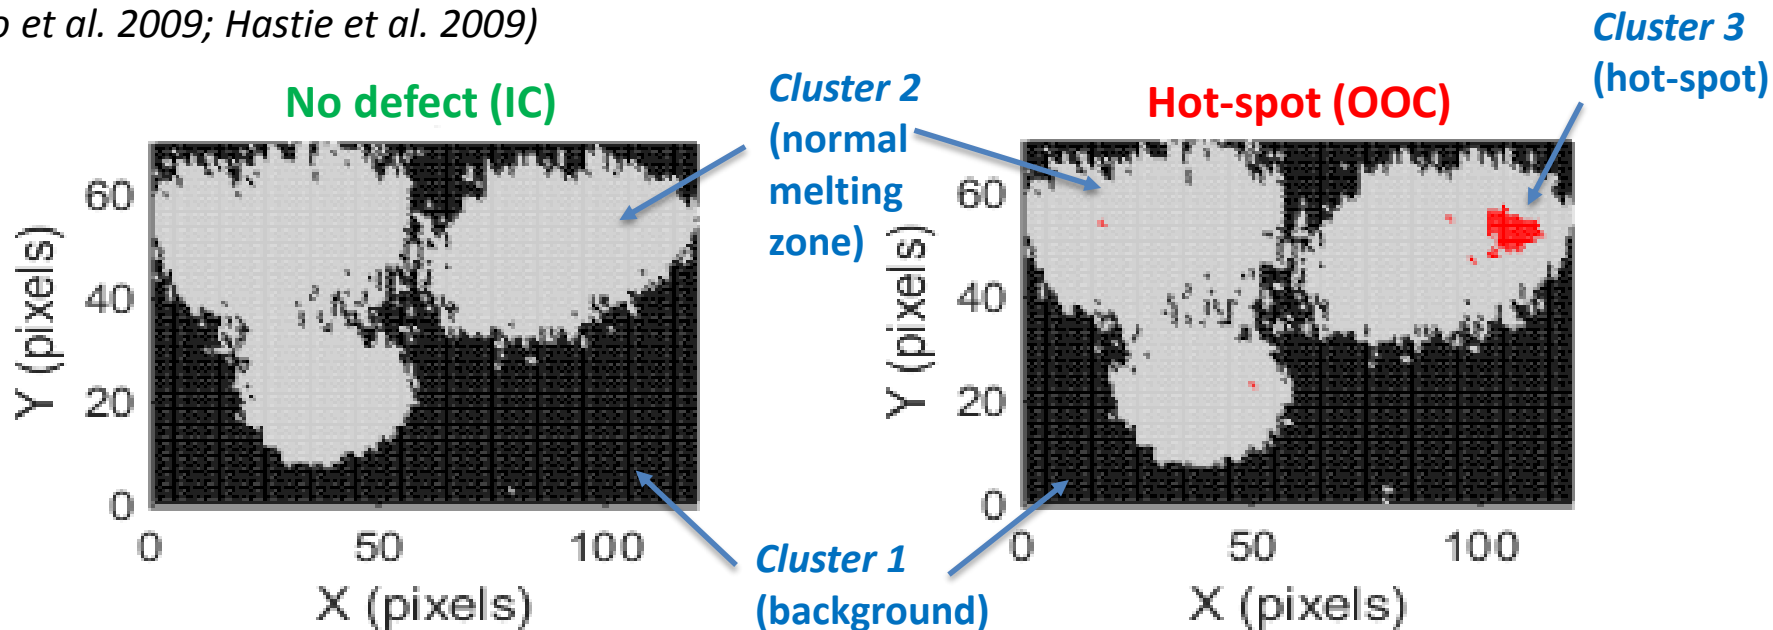 et al. 2009; Hastie et al. 2009)
Cluster 3
(hot-spot)
No defect (IC)
Cluster 2
(normal
melting
zone)
Hot-spot (OOC)
60
40
20
0
Y (pixels)
0 50 100
X (pixels)
60
40
20
0
Y (pixels)
0 50 100
X (pixels)
Cluster 1
(background)